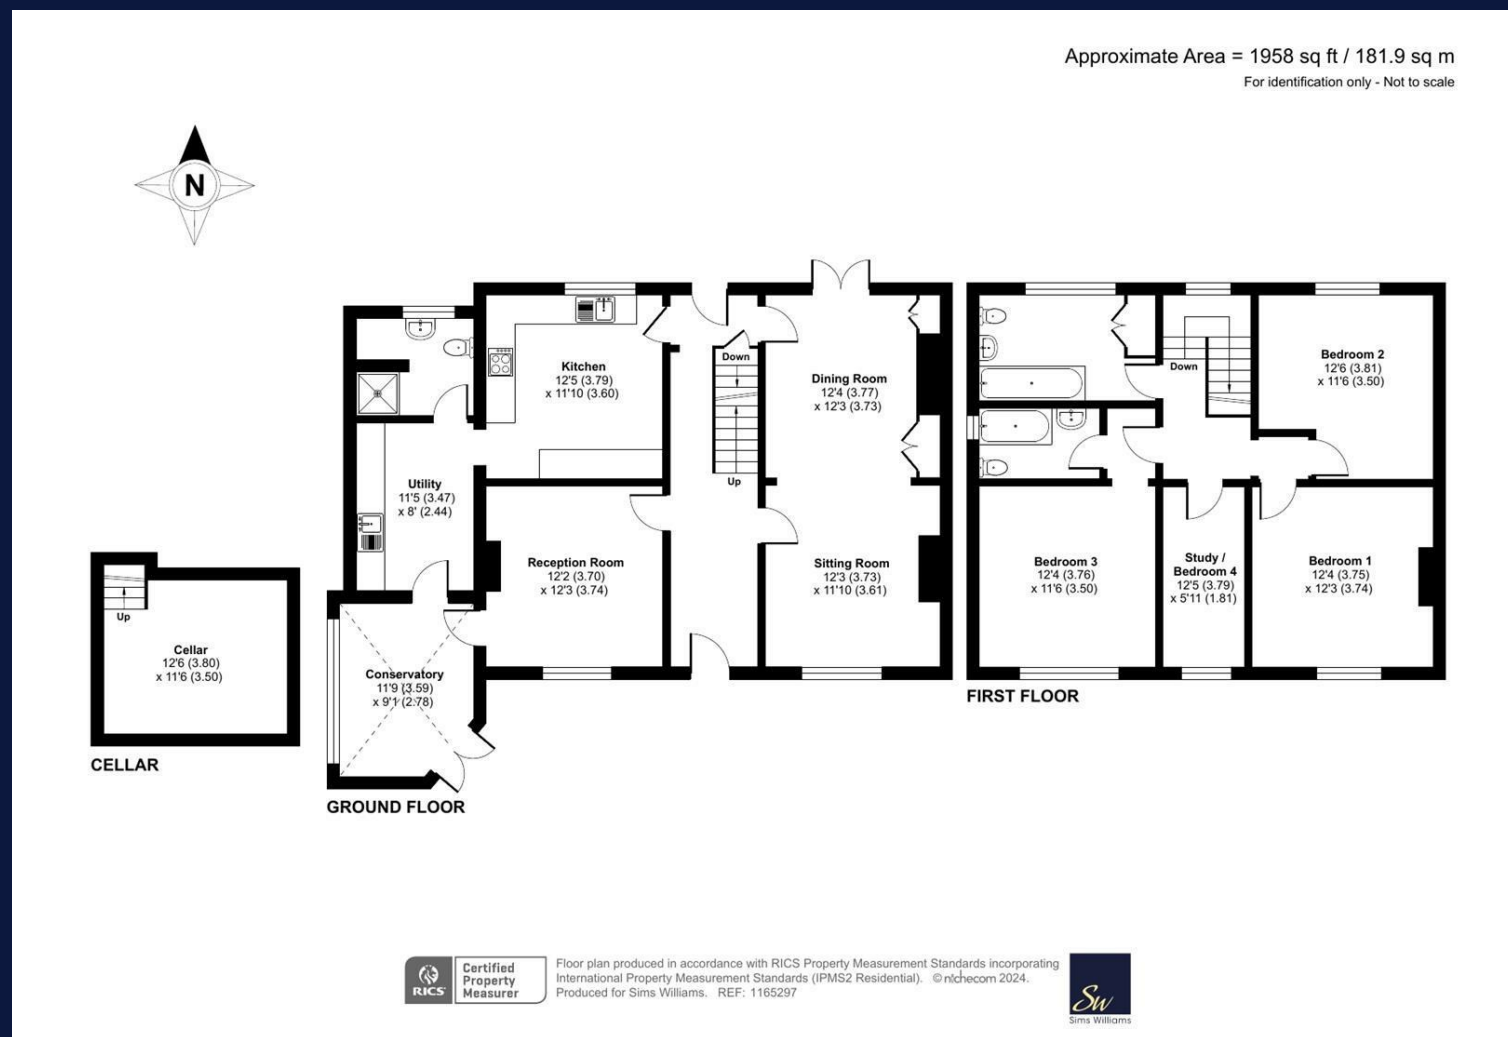 Approximate Area = 1958 sq ft / 181.9 sq m
For identification only - Not to scale
N
Kitchen
12'5 (3.79)
x 11'10 (3.60)
Down
Up
Dining Room
12'4 (3.77)
x 12'3 (3.73)
Utility
11'5 (3.47)
x 8' (2.44)
Reception Room
12'2 (3.70)
x 12'3 (3.74)
Sitting Room
12'3 (3.73)
x 11'10 (3.61)
Conservatory
11'9 (3.59)
x 9'1 (2.78)
GROUND FLOOR
Up
Cellar
12'6 (3.80)
x 11'6 (3.50)
CELLAR
Down
Bedroom 2
12'6 (3.81)
x 11'6 (3.50)
Bedroom 3
12'4 (3.76)
x 11'6 (3.50)
Study /
Bedroom 4
12'5 (3.79)
x 5'11 (1.81)
Bedroom 1
12'4 (3.75)
x 12'3 (3.74)
FIRST FLOOR
RICS
Certified
Property
Measurer
Floor plan produced in accordance with RICS Property Measurement Standards incorporating
International Property Measurement Standards (IPMS2 Residential). © nichecom 2024.
Produced for Sims Williams. REF: 1165297
Sw
Sims Williams